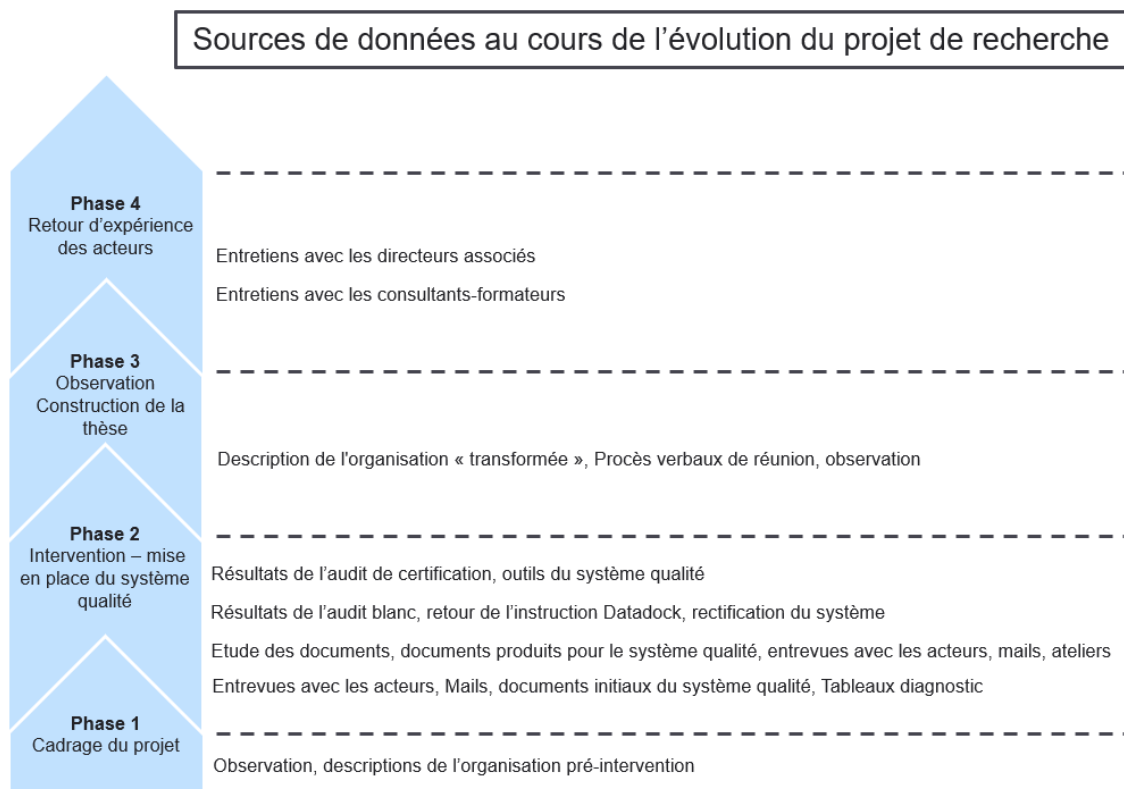 Sources de données au cours de l’évolution du projet de recherche
Phase 4
Retour d’expérience
des acteurs
Entretiens avec les directeurs associés
Entretiens avec les consultants-formateurs
Phase 3
Observation
Construction de la
thèse
Description de l'organisation « transformée », Procès verbaux de réunion, observation
Phase 2
Intervention – mise
en place du système
qualité
Résultats de l’audit de certification, outils du système qualité
Résultats de l’audit blanc, retour de l’instruction Datadock, rectification du système
Etude des documents, documents produits pour le système qualité, entrevues avec les acteurs, mails, ateliers
Entrevues avec les acteurs, Mails, documents initiaux du système qualité, Tableaux diagnostic
Phase 1
Cadrage du projet
Observation, descriptions de l’organisation pré-intervention